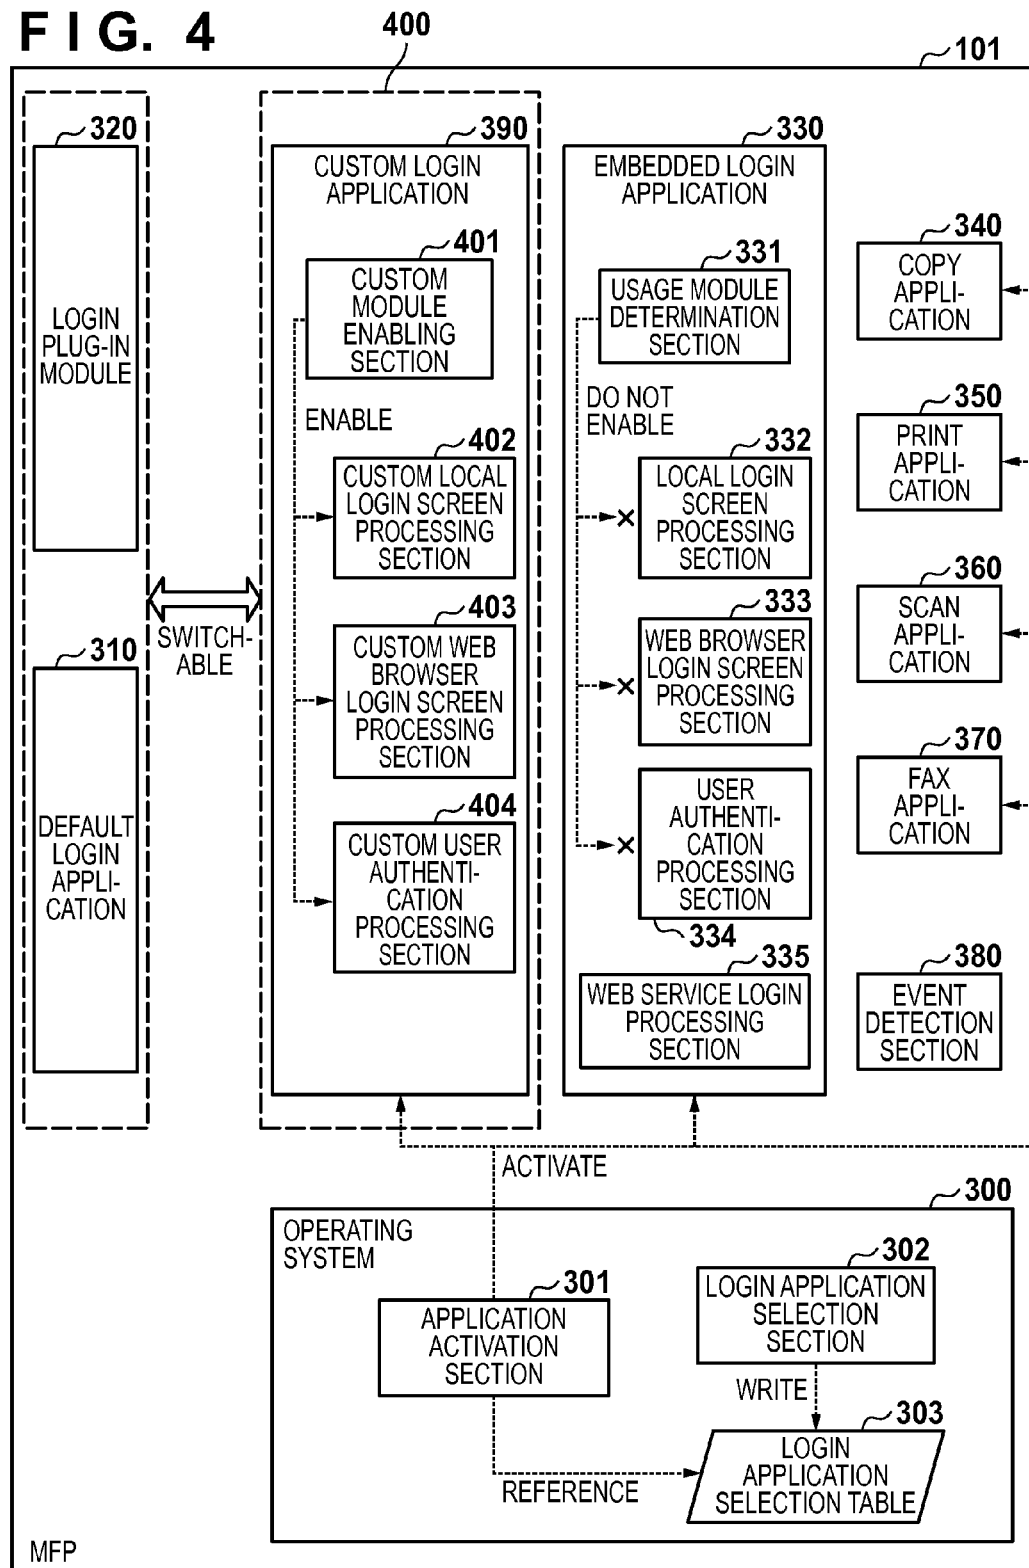 FIG. 4
400
101
320
LOGIN
PLUG-IN
MODULE
310
DEFAULT
LOGIN
APPLI-
CATION
SWITCH-
ABLE
390
CUSTOM LOGIN
APPLICATION
401
CUSTOM
MODULE
ENABLING
SECTION
ENABLE
402
CUSTOM LOCAL
LOGIN SCREEN
PROCESSING
SECTION
403
CUSTOM WEB
BROWSER
LOGIN SCREEN
PROCESSING
SECTION
404
CUSTOM USER
AUTHENTI-
CATION
PROCESSING
SECTION
330
EMBEDDED LOGIN
APPLICATION
331
USAGE MODULE
DETERMINATION
SECTION
DO NOT
ENABLE
332
LOCAL LOGIN
SCREEN
PROCESSING
SECTION
333
WEB BROWSER
LOGIN SCREEN
PROCESSING
SECTION
USER
AUTHENTI-
CATION
PROCESSING
SECTION
334
335
WEB SERVICE LOGIN
PROCESSING
SECTION
340
COPY
APPLI-
CATION
350
PRINT
APPLI-
CATION
360
SCAN
APPLI-
CATION
370
FAX
APPLI-
CATION
380
EVENT
DETECTION
SECTION
ACTIVATE
300
OPERATING
SYSTEM
301
APPLICATION
ACTIVATION
SECTION
302
LOGIN APPLICATION
SELECTION
SECTION
WRITE
303
LOGIN
APPLICATION
SELECTION TABLE
REFERENCE
MFP